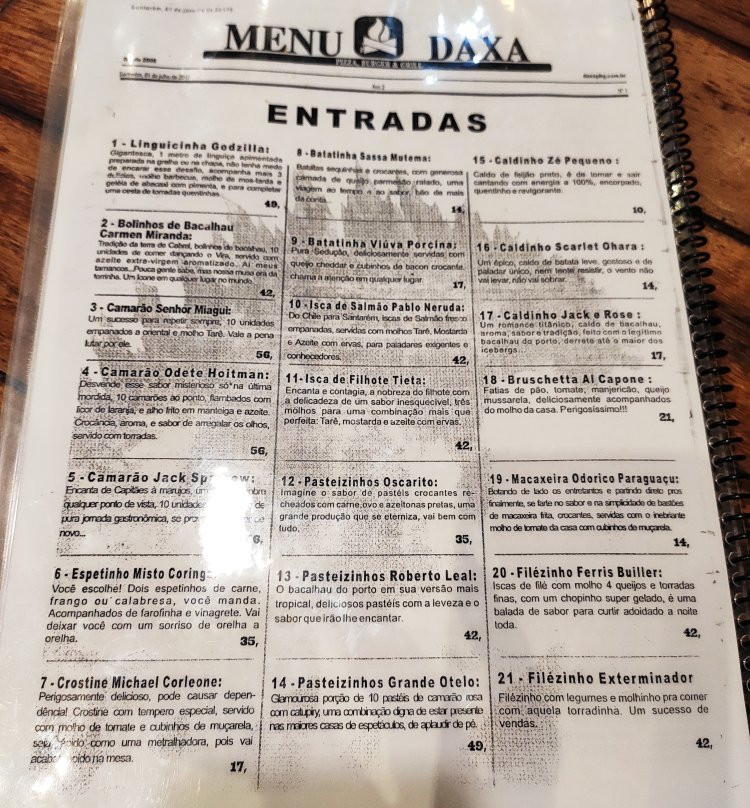 MENU DAXA
PIZZA, BURGER & GRILL
Nº 1
ENTRADAS
1 - Linguicinha Godzilla:
Gigantesca, 1 metro de linguiça apimentada
preparada na grelha ou na chapa, não tenha medo
de encarar esse desafio, acompanha mais 3
molho barbecue, molho de mostarda e
geléia de abacaxi com pimenta, e para completar
uma cesta de torradas quentinhas.
49,
2 - Bolinhos de Bacalhau
Carmen Miranda:
Tradição da terra de Cabral, bolinhos de bacalhau, 10
unidades de comer dançando o Vira, servido com
azeite extra-virgem aromatizado... Ai meus
tamancos...Pouca gente sabe, mas nossa musa era da
terrinha. Um ícone em qualquer lugar no mundo.
42,
3 - Camarão Senhor Miagui:
Um sucesso para repetir sempre, 10 unidades
empanados a oriental e molho Tarê. Vale a pena
lutar por ele.
56,
4 - Camarão Odete Hoitman:
Desvende esse sabor misterioso só*na última
mordida, 10 camarões ao ponto, flambados com
licor de laranja, e alho frito em manteiga e azeite.
Crocância, aroma, e sabor de arregalar os olhos,
servido com torradas.
56,
5 - Camarão Jack
Encanta de Capitães à marujos,
qualquer ponto de vista, 10 unidades de
pura jornada gastronômica, se
novo...
6,
6 - Espetinho Misto
Você escolhe! Dois espetinhos de carne,
frango ou calabresa, você manda.
Acompanhados de farofinha e vinagrete. Vai
deixar você com um sorriso de orelha a
orelha.
35,
7 - Crostine Michael Corleone:
Perigosamente delicioso, pode causar depen-
dência! Crostine com tempero especial, servido
com molho de tomate e cubinhos de muçarela,
como uma metralhadora, pois vai
na mesa.
17,
8 - Batatinha Sassa Mutema:
Batatas sequinhas e crocantes, com generosa
camada de queijo parmesão ralado, uma
viagem ao tempo e ao sabor, bão de mais
da conta.
14,
9 - Batatinha Viúva Porcina:
Pura Sedução, deliciosamente servidas com
queijo cheddar e cubinhos de bacon crocante,
chama a atenção em qualquer lugar.
17,
10 - Isca de Salmão Pablo Neruda:
Do Chile para Santarém, Iscas de Salmão fresco
empanadas, servidas com molhos Tarê, Mostarda
e Azeite com ervas, para paladares exigentes e
conhecedores.
42,
11- Isca de Filhote Tieta:
Encanta e contagia, a nobreza do filhote com
a delicadeza de um sabor inesquecível, três
molhos para uma combinação mais que
perfeita: Tarê, mostarda e azeite com ervas.
42,
12 - Pasteizinhos Oscarito:
Imagine o sabor de pastéis crocantes re-
cheados com carne,ovo e azeitonas pretas, uma
grande produção que se eterniza, vai bem com
tudo.
35,
13 - Pasteizinhos Roberto Leal:
O bacalhau do porto em sua versão mais
tropical, deliciosos pastéis com a leveza e o
sabor que irão lhe encantar.
42,
14 - Pasteizinhos Grande Otelo:
Glamourosa porção de 10 pastéis de camarão rosa
com catupiry, uma combinação digna de estar presente
nas maiores casas de espetáculos, de aplaudir de pé.
49,
15 - Caldinho Zé Pequeno :
Caldo de feijão preto, é de tomar e sair
cantando com energia a 100%, encorpado,
quentinho e revigorante.
10,
16 - Caldinho Scarlet Ohara :
Um épico, caldo de batata leve, gostoso e de
paladar único, nem tente resistir, o vento não
vai levar, não vai sobrar.
14,
17 - Caldinho Jack e Rose :
Um romance titânico, caldo de bacalhau,
aroma, sabor e tradição, feito com o legítimo
bacalhau do porto, derrete até o maior dos
icebergs.
17,
18 - Bruschetta Al Capone :
Fatias de pão, tomate, manjericão, queijo
mussarela, deliciosamente acompanhados
do molho da casa. Perigosíssimo!!!
21,
19 - Macaxeira Odorico Paraguaçu:
Botando de lado os entretantos e partindo direto pros
finalmente, se farte no sabor e na simplicidade de bastões
de macaxeira frita, crocantes, servidas com o inebriante
molho de tomate da casa com cubinhos de muçarela.
14,
20 - Filézinho Ferris Builler:
Iscas de filé com molho 4 queijos e torradas
finas, com um chopinho super gelado, é uma
balada de sabor para curtir adoidado a noite
toda.
42,
21 - Filézinho Exterminador
Filézinho com legumes e molhinho pra comer
com aquela torradinha. Um sucesso de
vendas.
42,